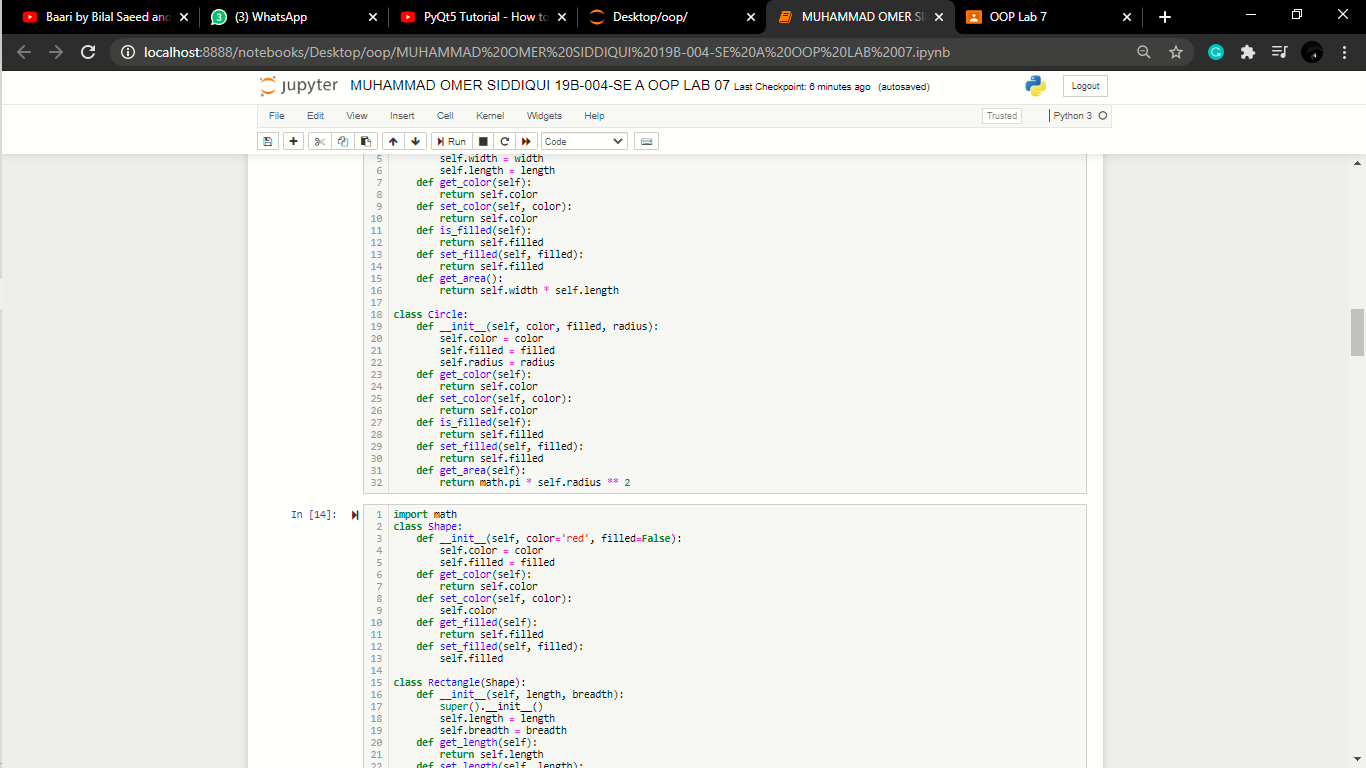 Baari by Bilal Saeed and
(3) WhatsApp
PyQt5 Tutorial - How to
Desktop/oop/
MUHAMMAD OMER SI
OOP Lab 7
localhost:8888/notebooks/Desktop/oop/MUHAMMAD%20OMER%20SIDDIQUI%2019B-004-SE%20A%20OOP%20LAB%2007.ipynb
jupyter MUHAMMAD OMER SIDDIQUI 19B-004-SE A OOP LAB 07 Last Checkpoint: 6 minutes ago (autosaved)
Logout
File Edit View Insert Cell Kernel Widgets Help
Trusted Python 3
Run Code
5 self.width = width
6 self.length = length
7 def get_color(self):
8 return self.color
9 def set_color(self, color):
10 return self.color
11 def is_filled(self):
12 return self.filled
13 def set_filled(self, filled):
14 return self.filled
15 def get_area():
16 return self.width * self.length
17
18 class Circle:
19 def __init__(self, color, filled, radius):
20 self.color = color
21 self.filled = filled
22 self.radius = radius
23 def get_color(self):
24 return self.color
25 def set_color(self, color):
26 return self.color
27 def is_filled(self):
28 return self.filled
29 def set_filled(self, filled):
30 return self.filled
31 def get_area(self):
32 return math.pi * self.radius ** 2
In [14]:
1 import math
2 class Shape:
3 def __init__(self, color='red', filled=False):
4 self.color = color
5 self.filled = filled
6 def get_color(self):
7 return self.color
8 def set_color(self, color):
9 self.color
10 def get_filled(self):
11 return self.filled
12 def set_filled(self, filled):
13 self.filled
14
15 class Rectangle(Shape):
16 def __init__(self, length, breadth):
17 super().__init__()
18 self.length = length
19 self.breadth = breadth
20 def get_length(self):
21 return self.length
22 def set_length(self, length):